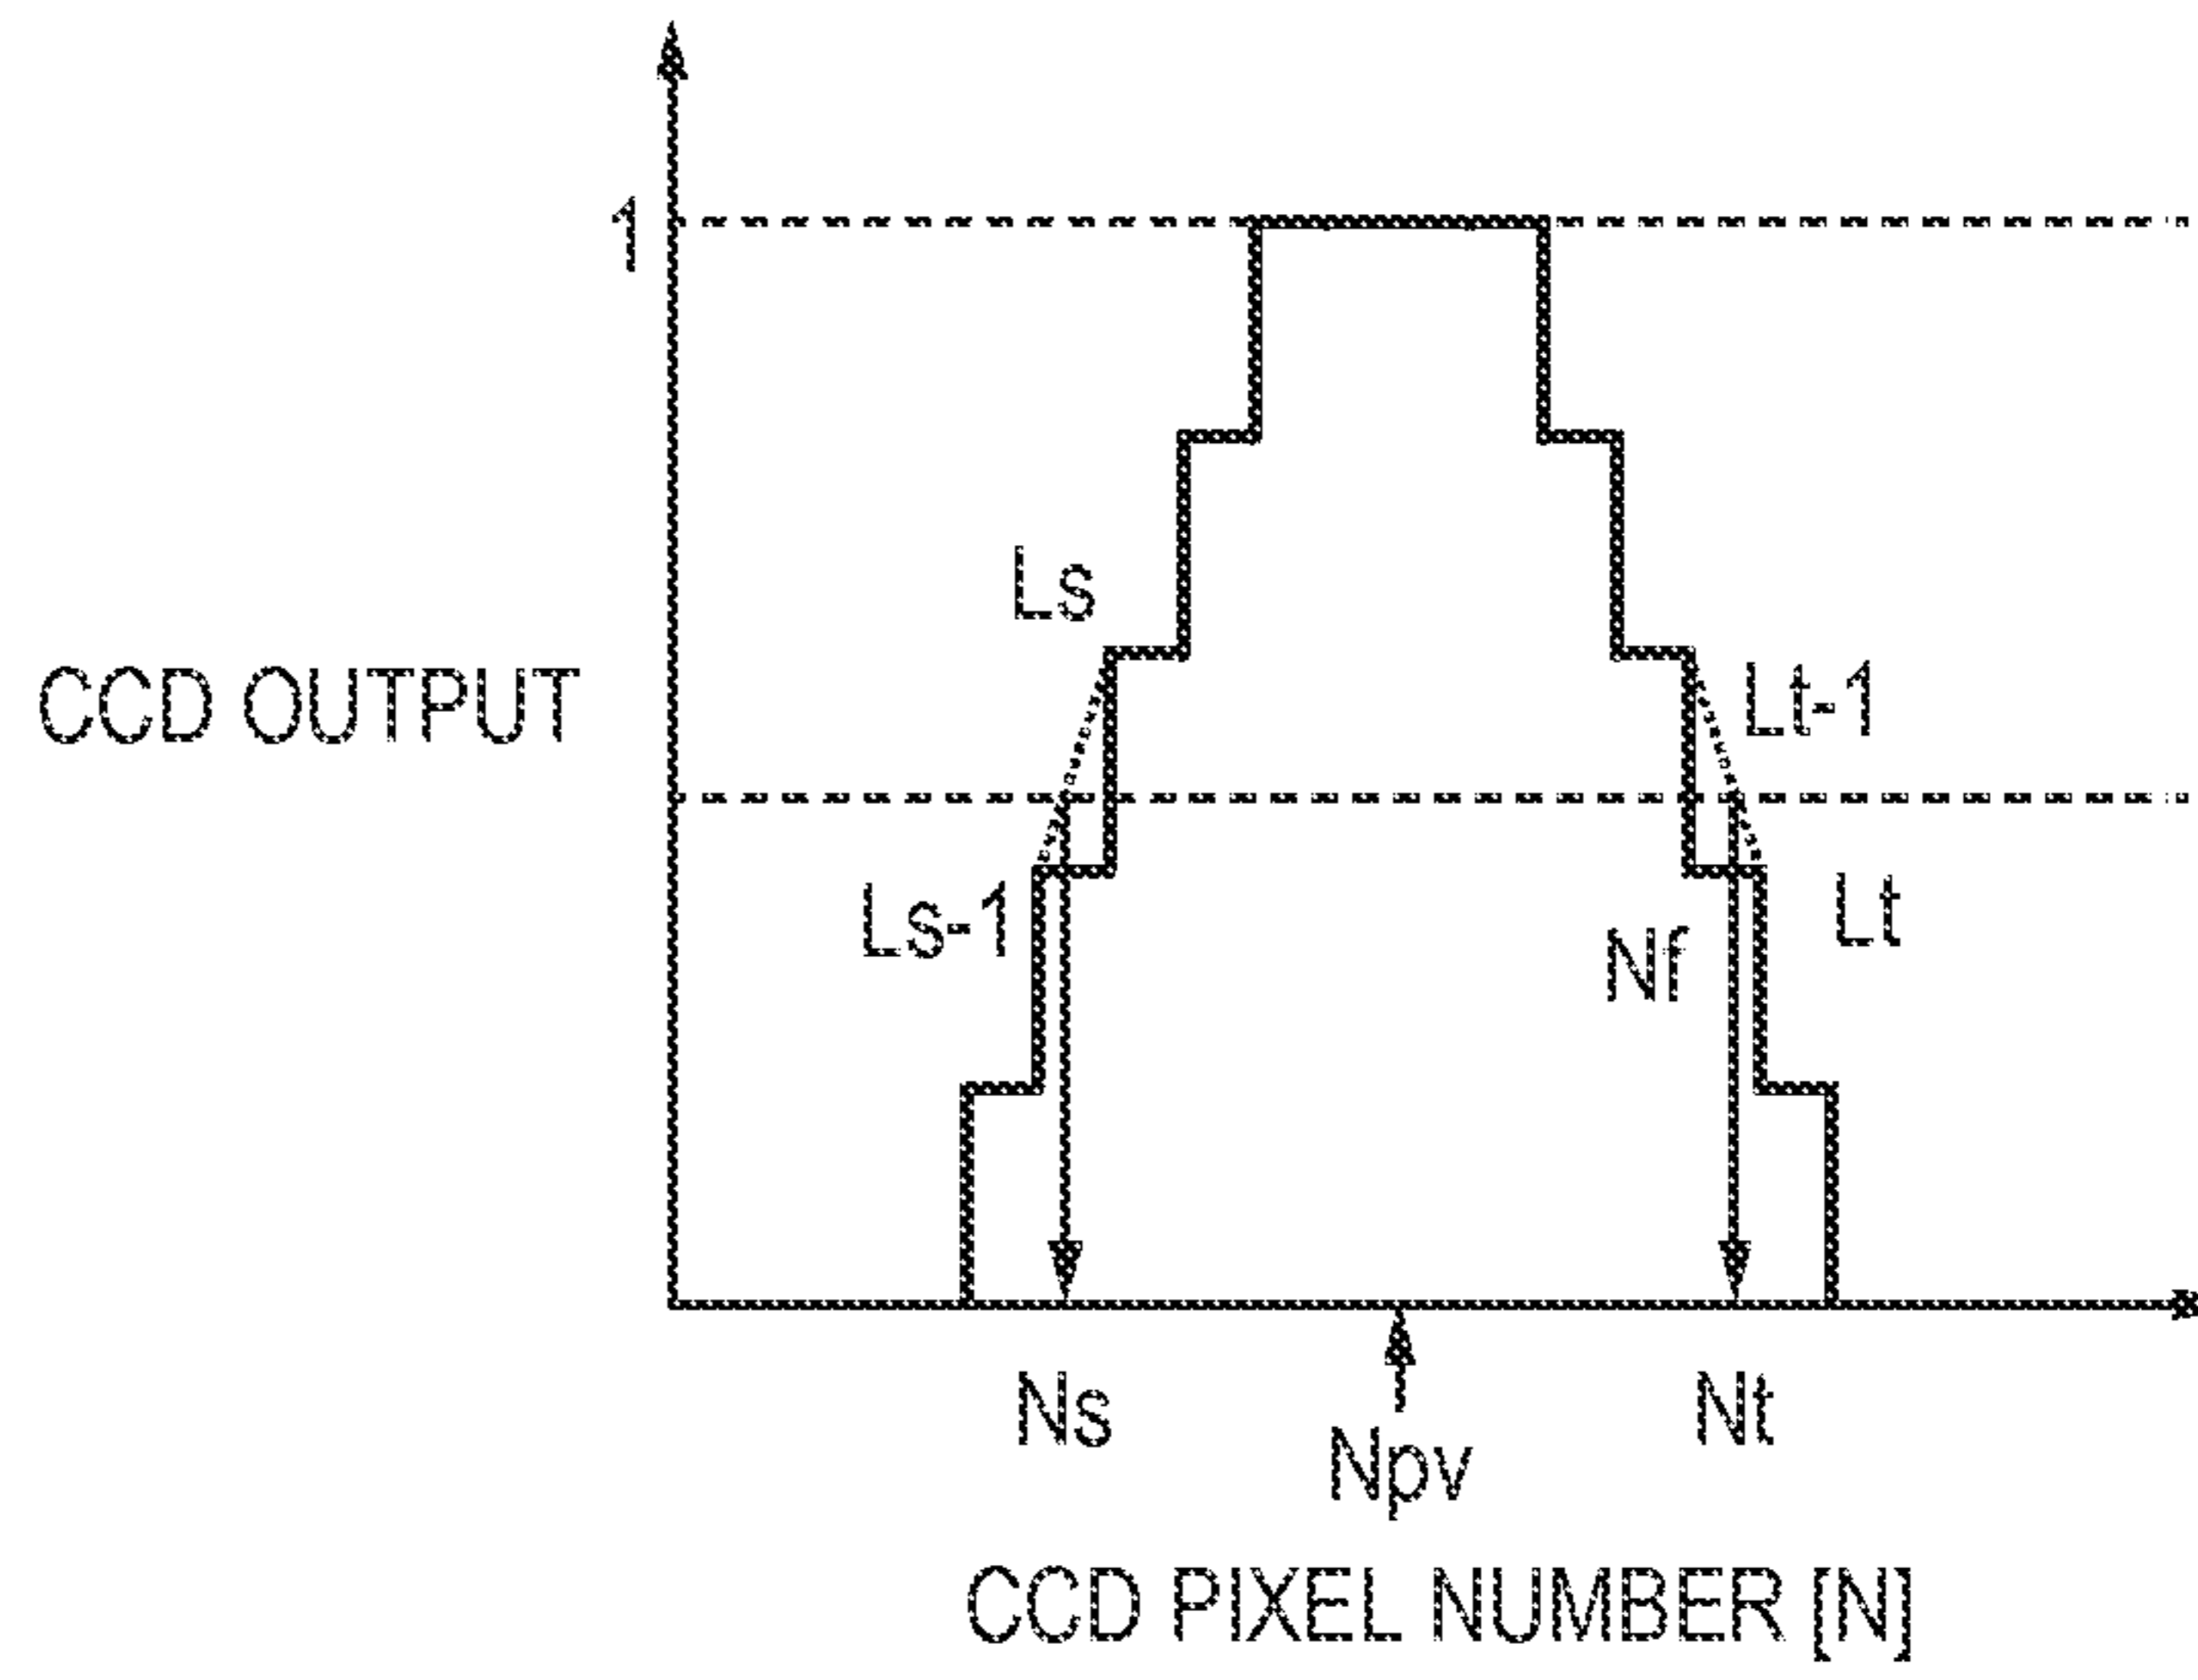 1
Ls
CCD OUTPUT
Lt-1
Ls-1
Lt
Nf
Ns
Nt
Npv
CCD PIXEL NUMBER [N]